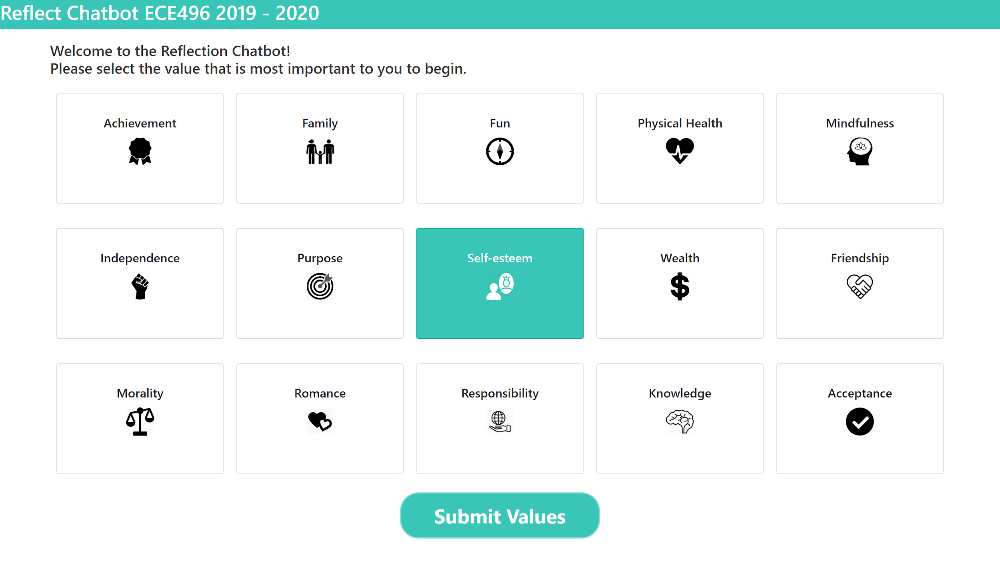 Reflect Chatbot ECE496 2019 - 2020
Welcome to the Reflection Chatbot!
Please select the value that is most important to you to begin.
Achievement
Family
Fun
Physical Health
Mindfulness
Independence
Purpose
Self-esteem
Wealth
$
Friendship
Morality
Romance
Responsibility
Knowledge
Acceptance
Submit Values